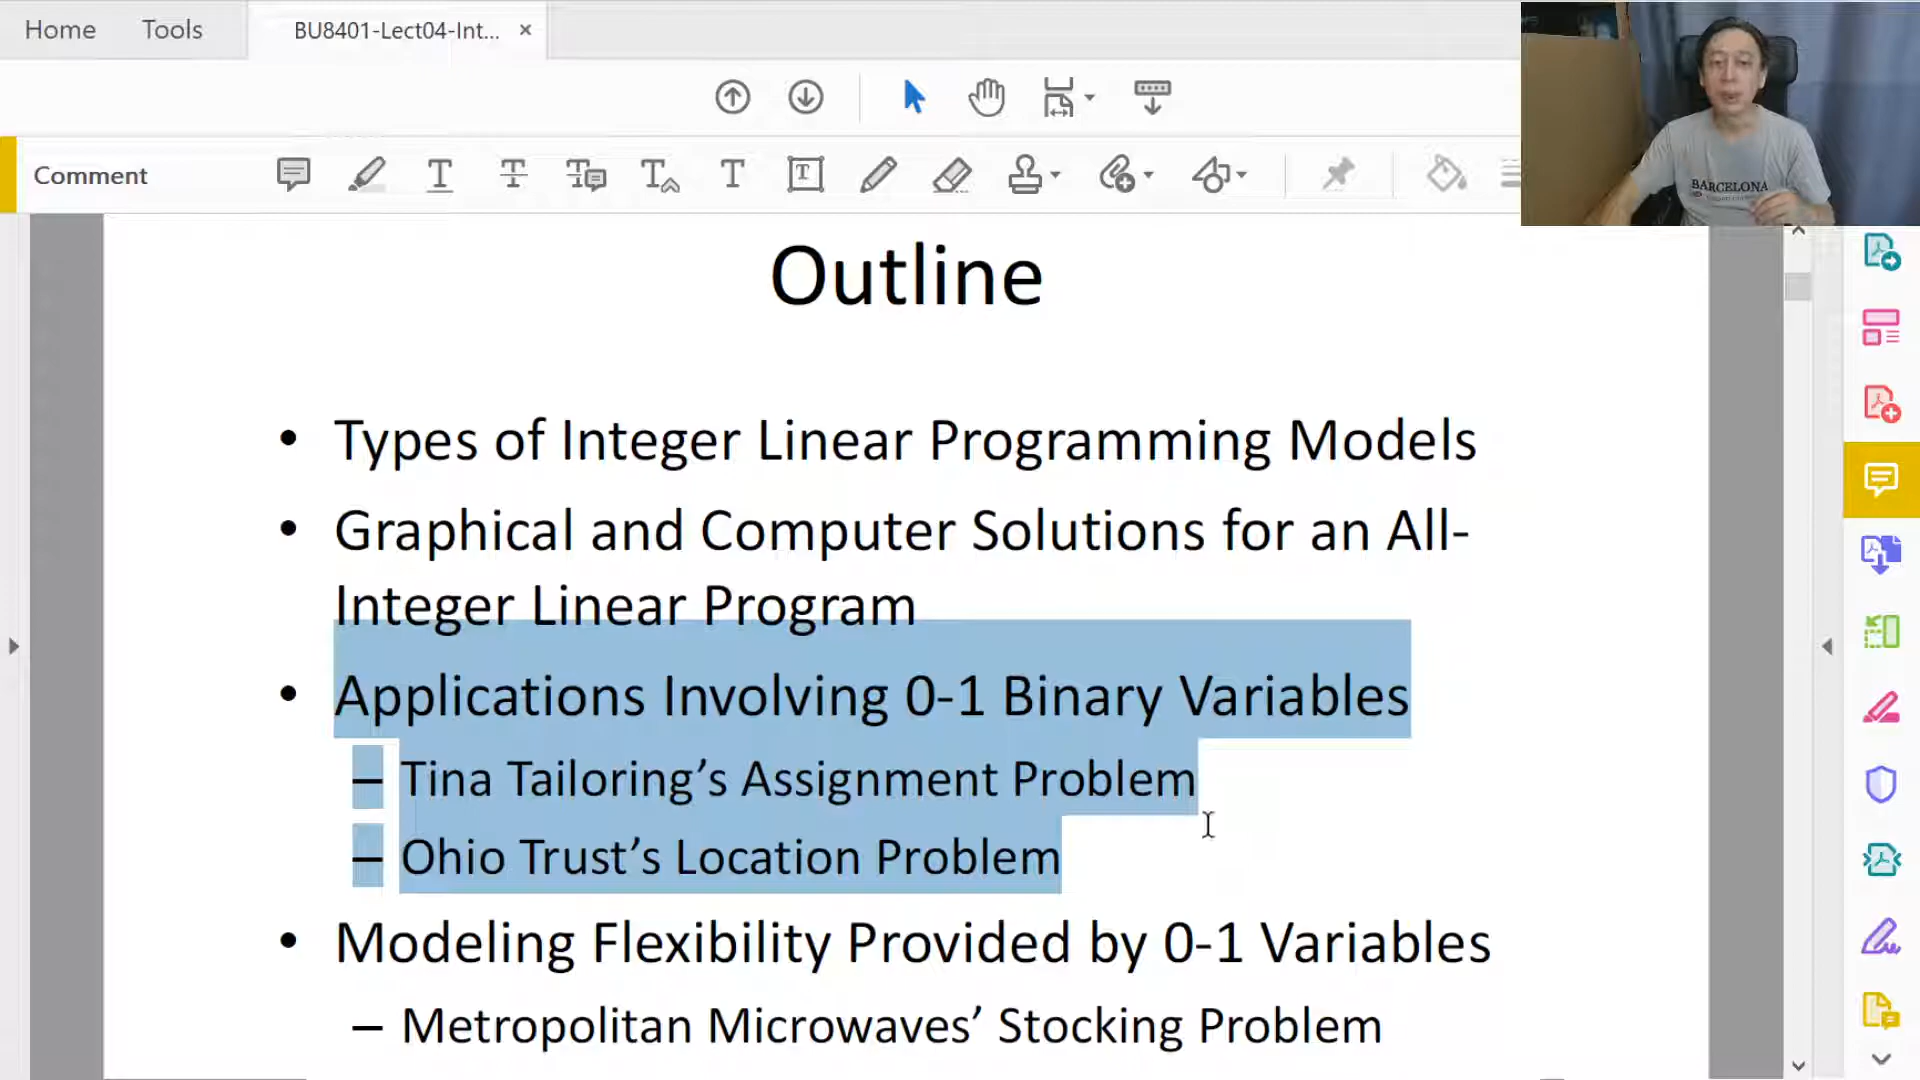 Home Tools BU8401-Lect04-Int... ×
Comment
BARCELONA
Outline
• Types of Integer Linear Programming Models
• Graphical and Computer Solutions for an All-
Integer Linear Program
• Applications Involving 0-1 Binary Variables
– Tina Tailoring’s Assignment Problem
– Ohio Trust’s Location Problem
• Modeling Flexibility Provided by 0-1 Variables
– Metropolitan Microwaves’ Stocking Problem